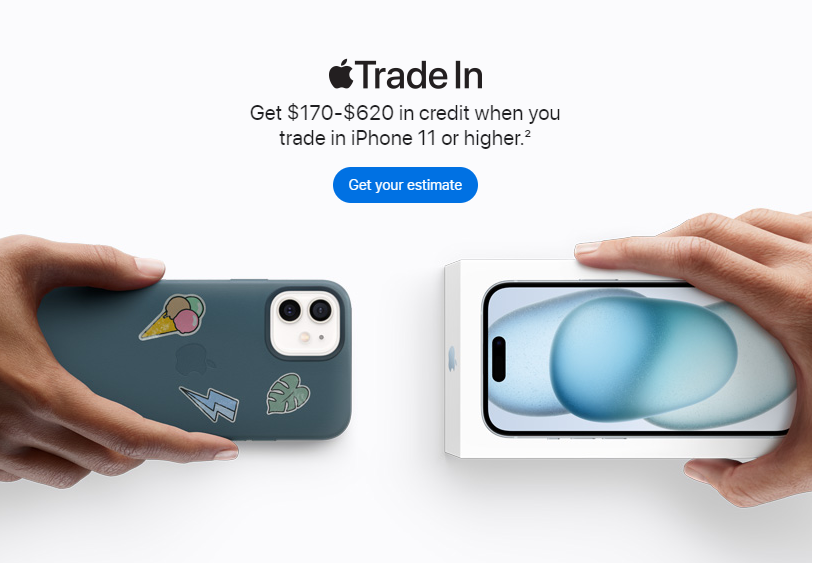 Trade In
Get $170-$620 in credit when you
trade in iPhone 11 or higher.²
Get your estimate